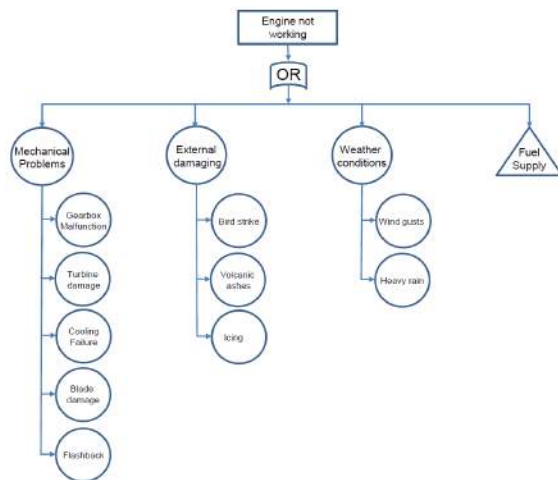 Engine not
working
OR
Mechanical
Problems
External
damaging
Weather
conditions
Fuel
Supply
Gearbox
Malfunction
Turbine
damage
Cooling
Failure
Blade
damage
Flashback
Bird strike
Volcanic
ashes
Icing
Wind gusts
Heavy rain